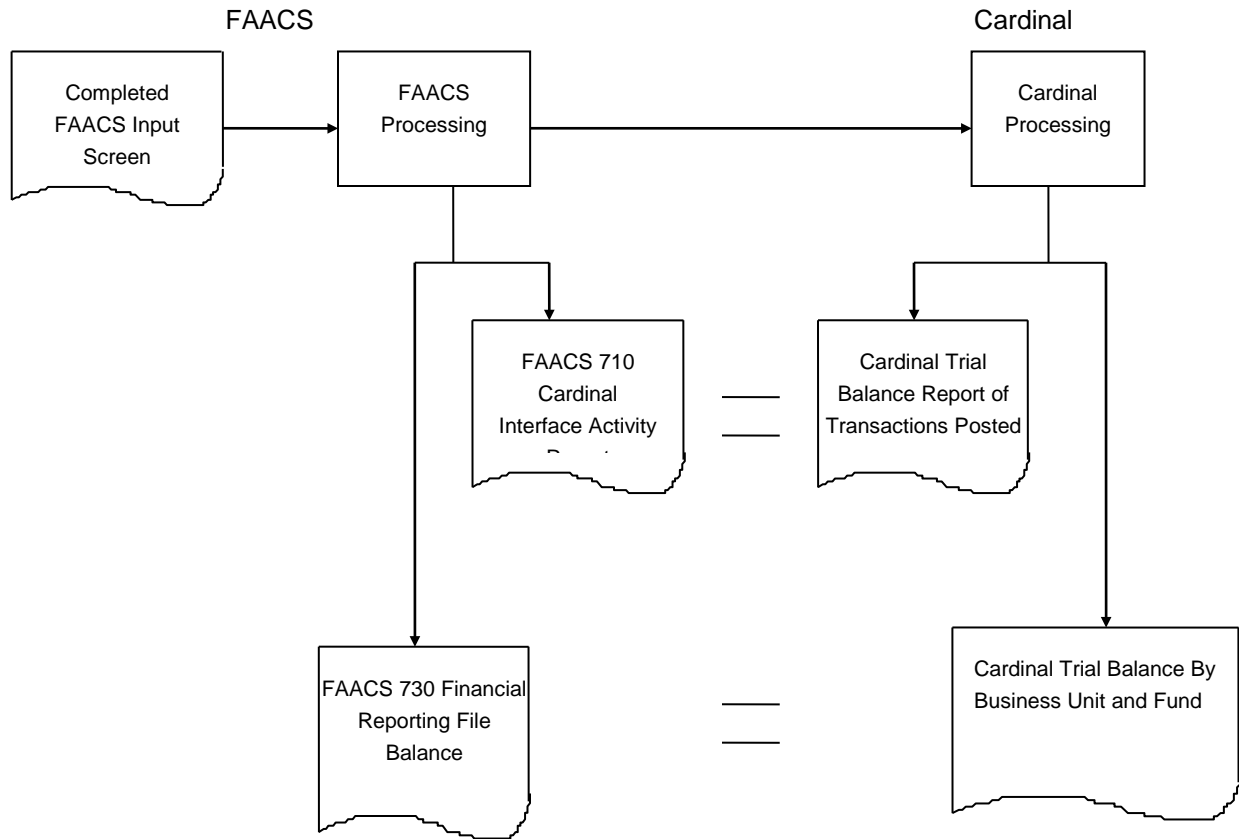 FAACS
Cardinal
Completed
FAACS Input
Screen
FAACS
Processing
Cardinal
Processing
FAACS 710
Cardinal
Interface Activity
Cardinal Trial
Balance Report of
Transactions Posted
FAACS 730 Financial
Reporting File
Balance
Cardinal Trial Balance By
Business Unit and Fund